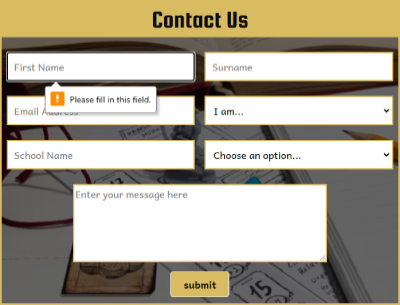 Contact Us
First Name
Surname
Please fill in this field.
Email Address
I am...
School Name
Choose an option...
Enter your message here
15
submit